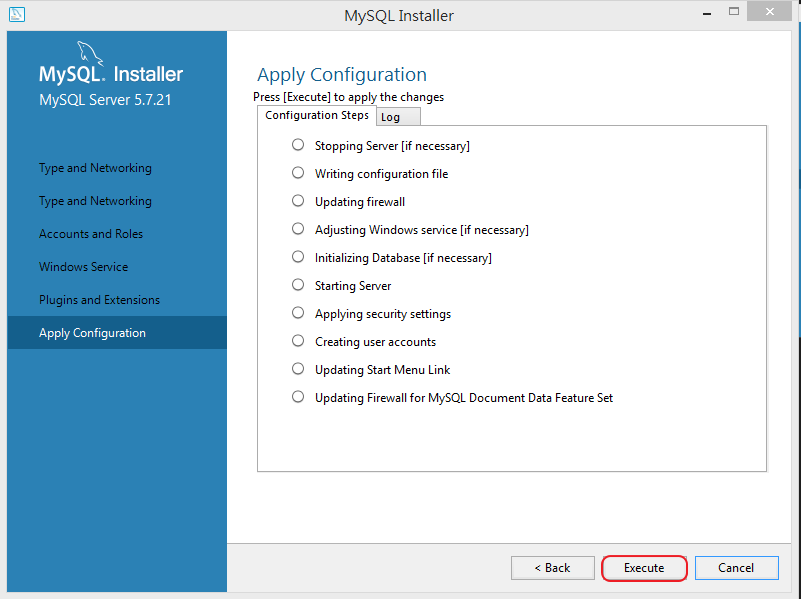 MySQL Installer
MySQL. Installer
MySQL Server 5.7.21
Type and Networking
Type and Networking
Accounts and Roles
Windows Service
Plugins and Extensions
Apply Configuration
Apply Configuration
Press [Execute] to apply the changes
Configuration Steps
Log
Stopping Server [if necessary]
Writing configuration file
Updating firewall
Adjusting Windows service [if necessary]
Initializing Database [if necessary]
Starting Server
Applying security settings
Creating user accounts
Updating Start Menu Link
Updating Firewall for MySQL Document Data Feature Set
< Back
Execute
Cancel